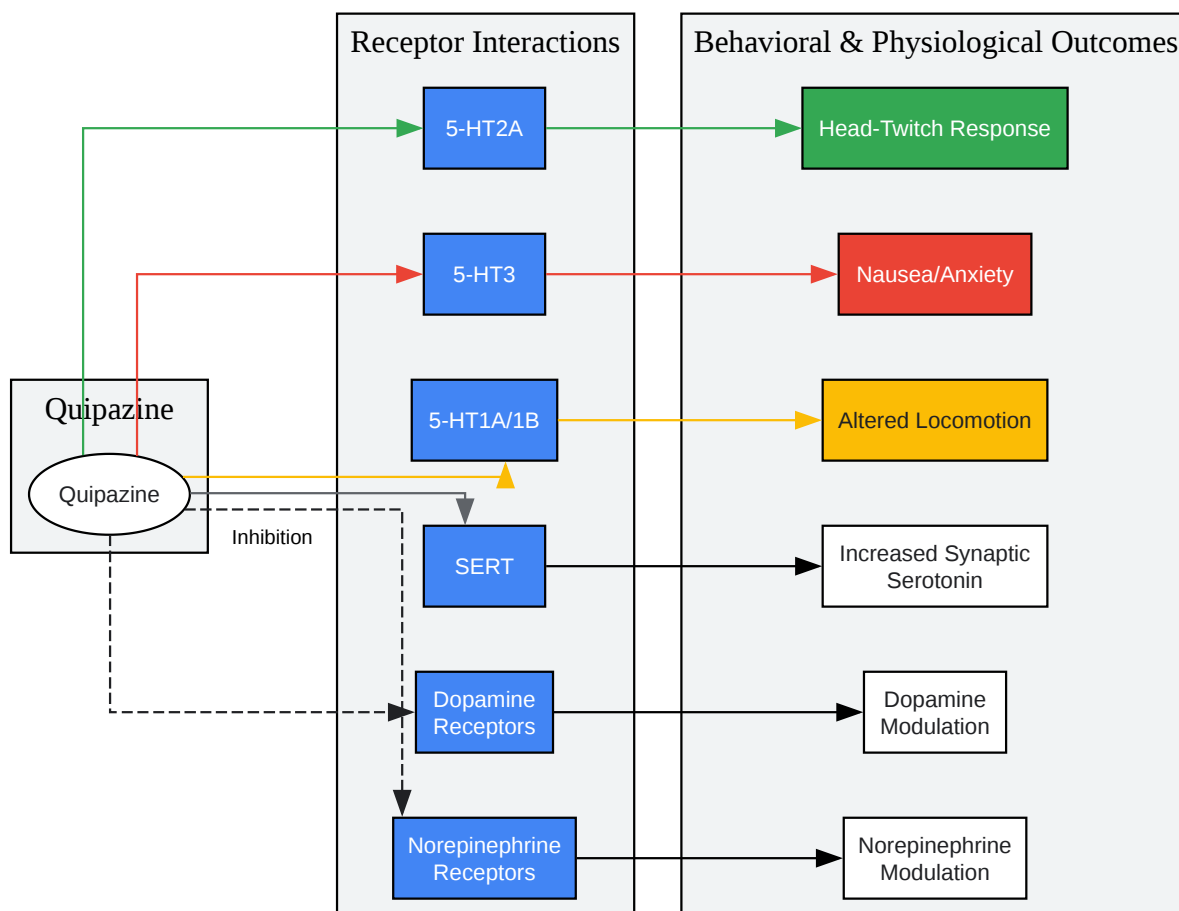 Receptor Interactions
Behavioral & Physiological Outcomes
5-HT2A
Head-Twitch Response
5-HT3
Nausea/Anxiety
Quipazine
5-HT1A/1B
Altered Locomotion
Quipazine
Inhibition
SERT
Increased Synaptic
Serotonin
Dopamine
Receptors
Dopamine
Modulation
Norepinephrine
Receptors
Norepinephrine
Modulation